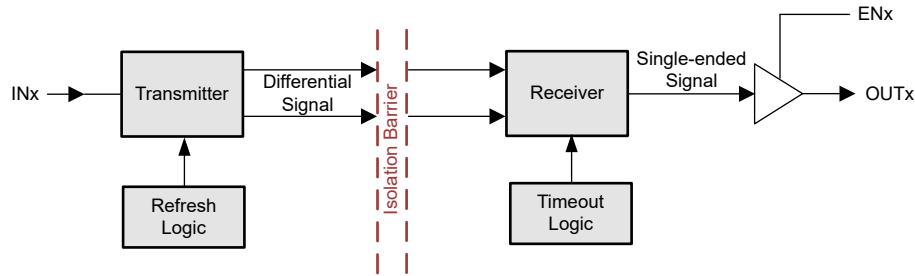 ENx
INx
Transmitter
Differential
Signal
Isolation Barrier
Receiver
Single-ended
Signal
OUTx
Refresh
Logic
Timeout
Logic